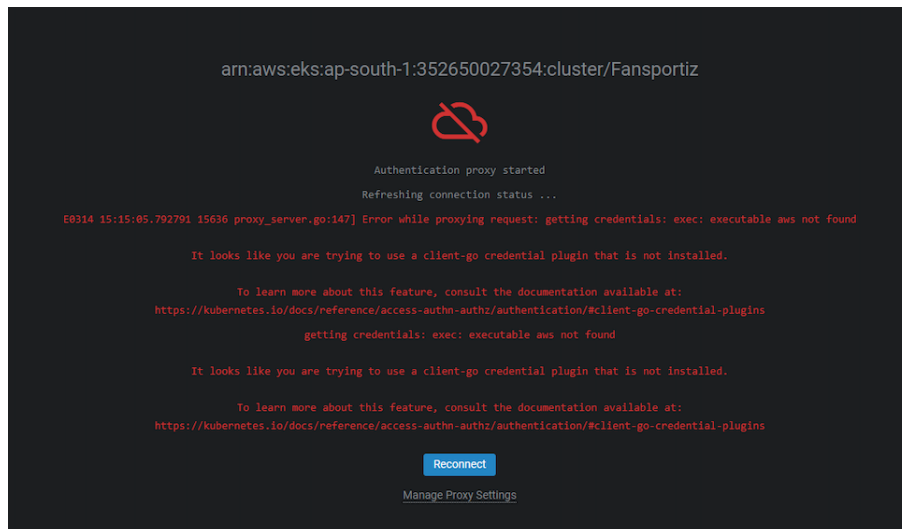 arn:aws:eks:ap-south-1:352650027354:cluster/Fansportiz
Authentication proxy started
Refreshing connection status ...
E0314 15:15:05.792791 15636 proxy_server.go:147] Error while proxying request: getting credentials: exec: executable aws not found
It looks like you are trying to use a client-go credential plugin that is not installed.
To learn more about this feature, consult the documentation available at:
https://kubernetes.io/docs/reference/access-authn-authz/authentication/#client-go-credential-plugins
getting credentials: exec: executable aws not found
It looks like you are trying to use a client-go credential plugin that is not installed.
To learn more about this feature, consult the documentation available at:
https://kubernetes.io/docs/reference/access-authn-authz/authentication/#client-go-credential-plugins
Reconnect
Manage Proxy Settings